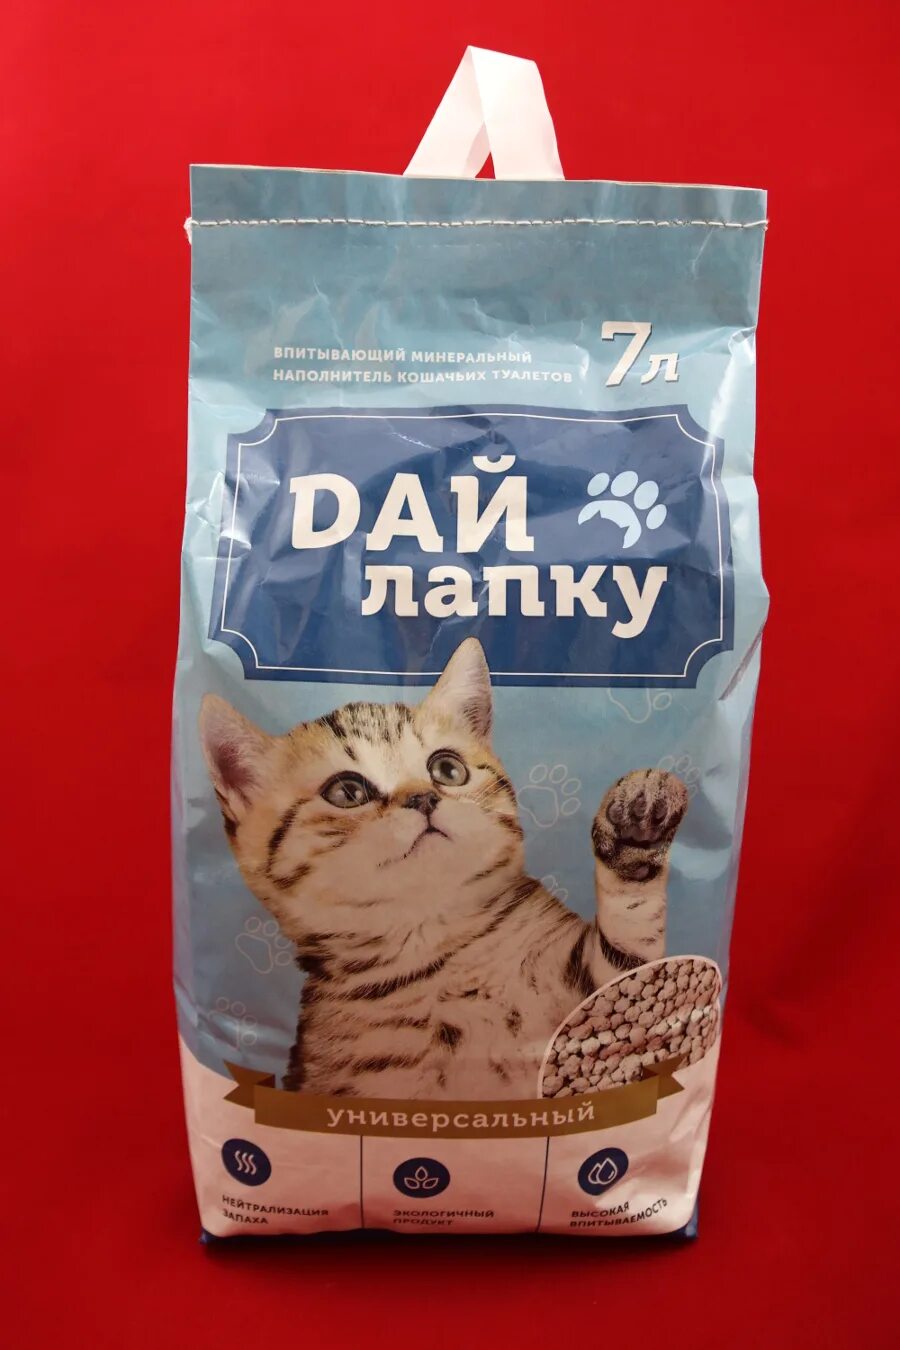 ВПИТЫВАЮЩИЙ МИНЕРАЛЬНЫЙ
НАПОЛНИТЕЛЬ КОШАЧЬИХ ТУАЛЕТОВ
7л
DАЙ
лапку
универсальный
НЕЙТРАЛИЗАЦИЯ
ЗАПАХА
ЭКОЛОГИЧНЫЙ
ПРОДУКТ
ВЫСОКАЯ
ВПИТЫВАЕМОСТЬ